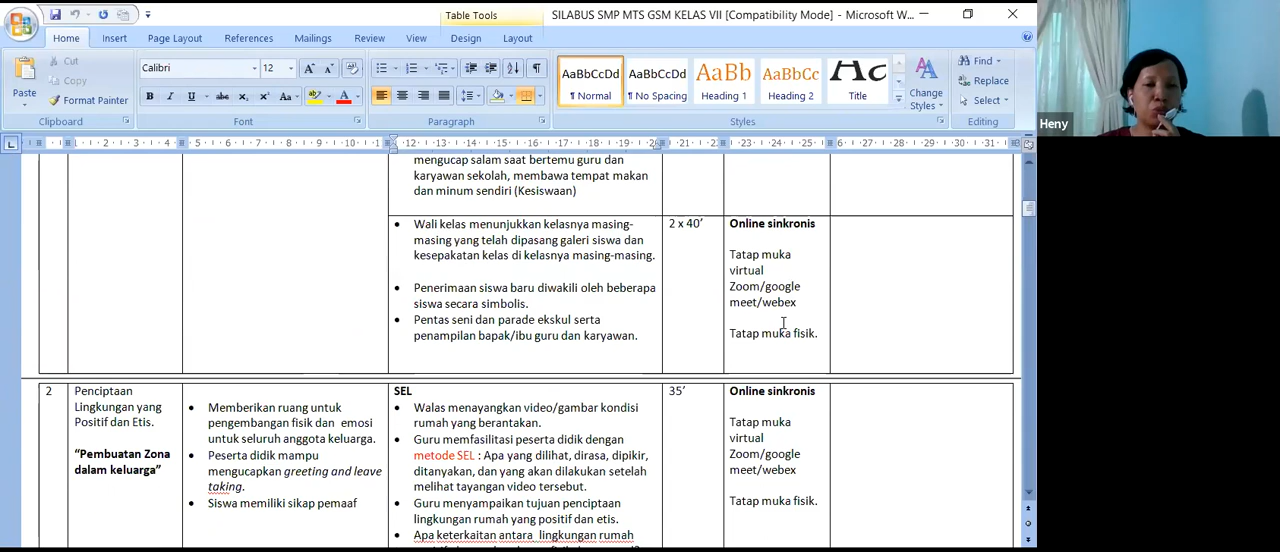 Table Tools
SILABUS SMP MTS GSM KELAS VII [Compatibility Mode] - Microsoft W...
Home
Insert
Page Layout
References
Mailings
Review
View
Design
Layout
Paste
Cut
Copy
Format Painter
Clipboard
Calibri
12
Font
Paragraph
AaBbCcDd
¶ Normal
AaBbCcDd
¶ No Spacing
AaBb
Heading 1
AaBbCc
Heading 2
Title
Change
Styles
Styles
Find
Replace
Select
Editing
Heny
mengucap salam saat bertemu guru dan
karyawan sekolah, membawa tempat makan
dan minum sendiri (Kesiswaan)
• Wali kelas menunjukkan kelasnya masing-
masing yang telah dipasang galeri siswa dan
kesepakatan kelas di kelasnya masing-masing.
• Penerimaan siswa baru diwakili oleh beberapa
siswa secara simbolis.
• Pentas seni dan parade ekskul serta
penampilan bapak/ibu guru dan karyawan.
2 x 40’
Online sinkronis
Tatap muka
virtual
Zoom/google
meet/webex
Tatap muka fisik.
2
Penciptaan
Lingkungan yang
Positif dan Etis.
“Pembuatan Zona
dalam keluarga”
• Memberikan ruang untuk
pengembangan fisik dan emosi
untuk seluruh anggota keluarga.
• Peserta didik mampu
mengucapkan greeting and leave
taking.
• Siswa memiliki sikap pemaaf
SEL
• Walas menayangkan video/gambar kondisi
rumah yang berantakan.
• Guru memfasilitasi peserta didik dengan
metode SEL : Apa yang dilihat, dirasa, dipikir,
ditanyakan, dan yang akan dilakukan setelah
melihat tayangan video tersebut.
• Guru menyampaikan tujuan penciptaan
lingkungan rumah yang positif dan etis.
• Apa keterkaitan antara lingkungan rumah
35’
Online sinkronis
Tatap muka
virtual
Zoom/google
meet/webex
Tatap muka fisik.